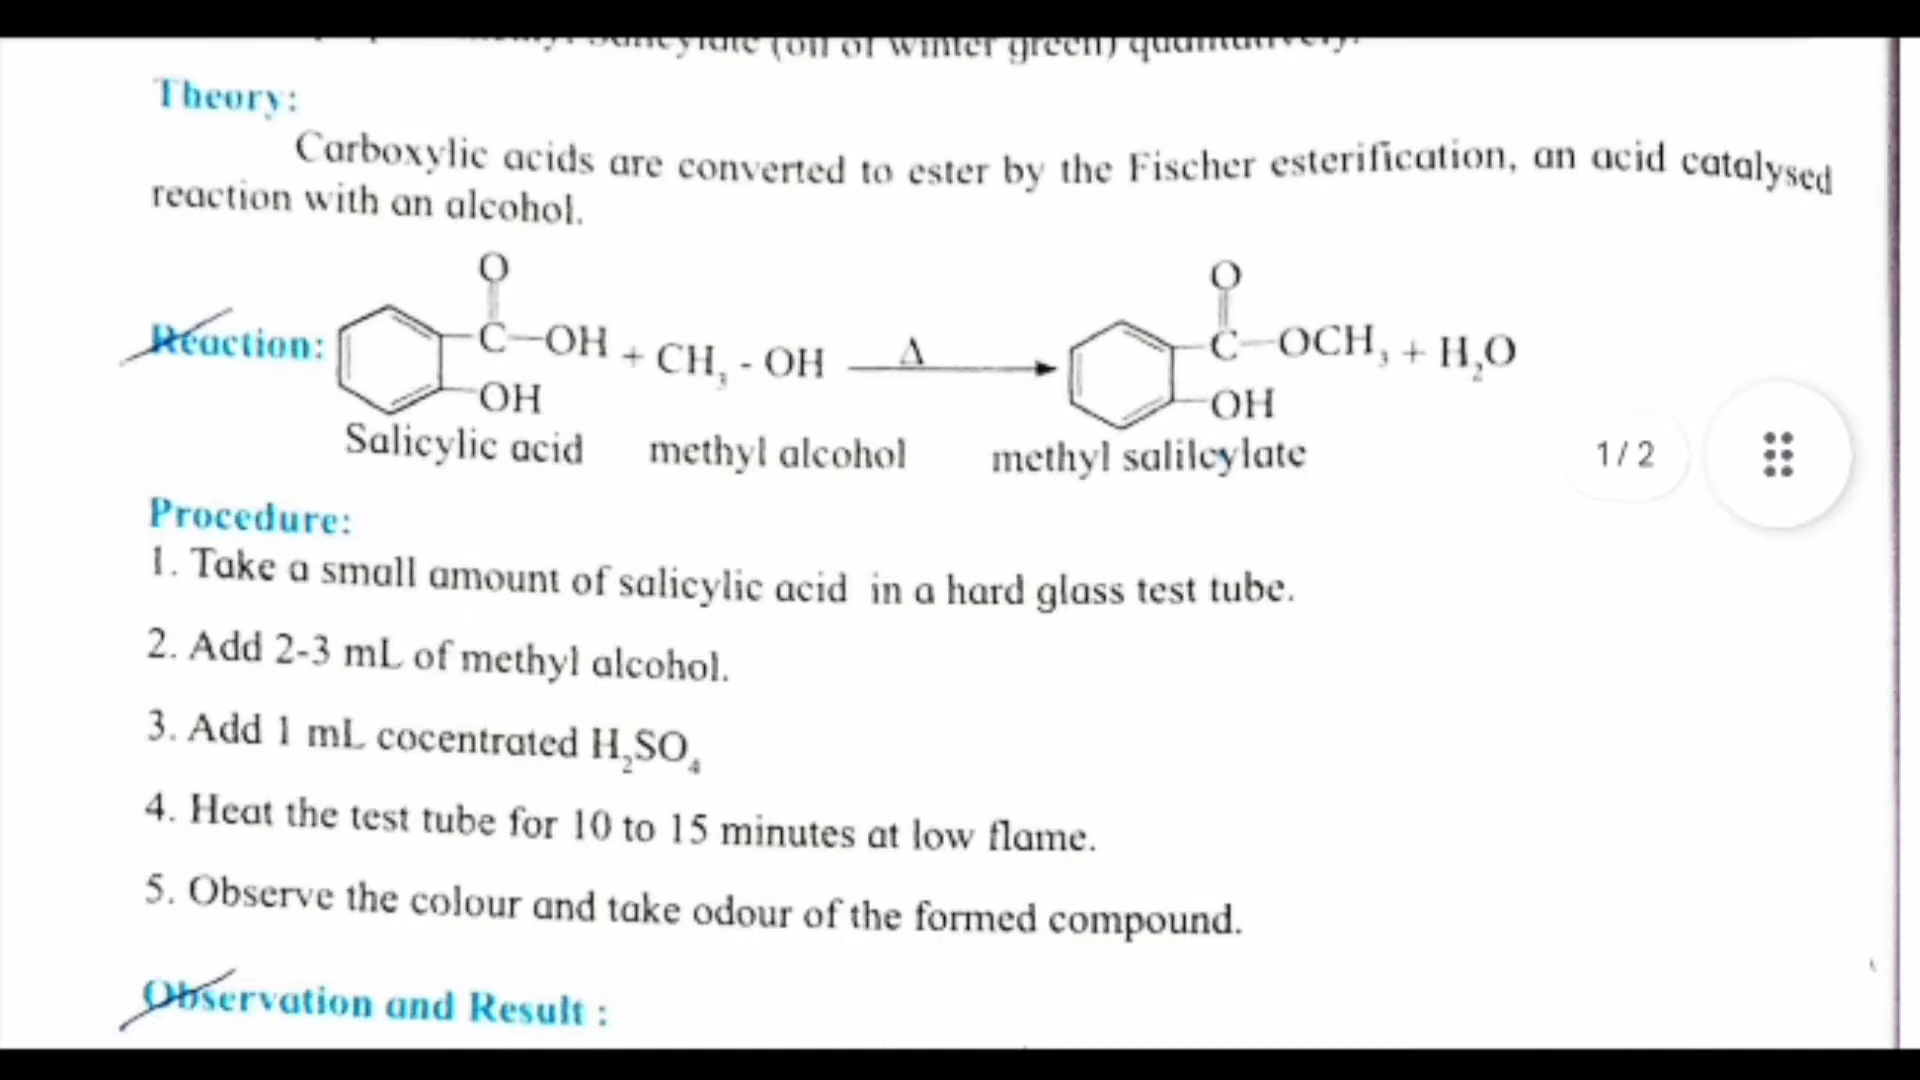 (oil of winter green)
Theory:
Carboxylic acids are converted to ester by the Fischer esterification, an acid catalysed
reaction with an alcohol.
O
Reaction: C-OH + CH₃ - OH Δ C-OCH₃ + H₂O
OH OH
Salicylic acid methyl alcohol methyl salilcylate
1/2
Procedure:
1. Take a small amount of salicylic acid in a hard glass test tube.
2. Add 2-3 mL of methyl alcohol.
3. Add 1 mL cocentrated H₂SO₄
4. Heat the test tube for 10 to 15 minutes at low flame.
5. Observe the colour and take odour of the formed compound.
Observation and Result :